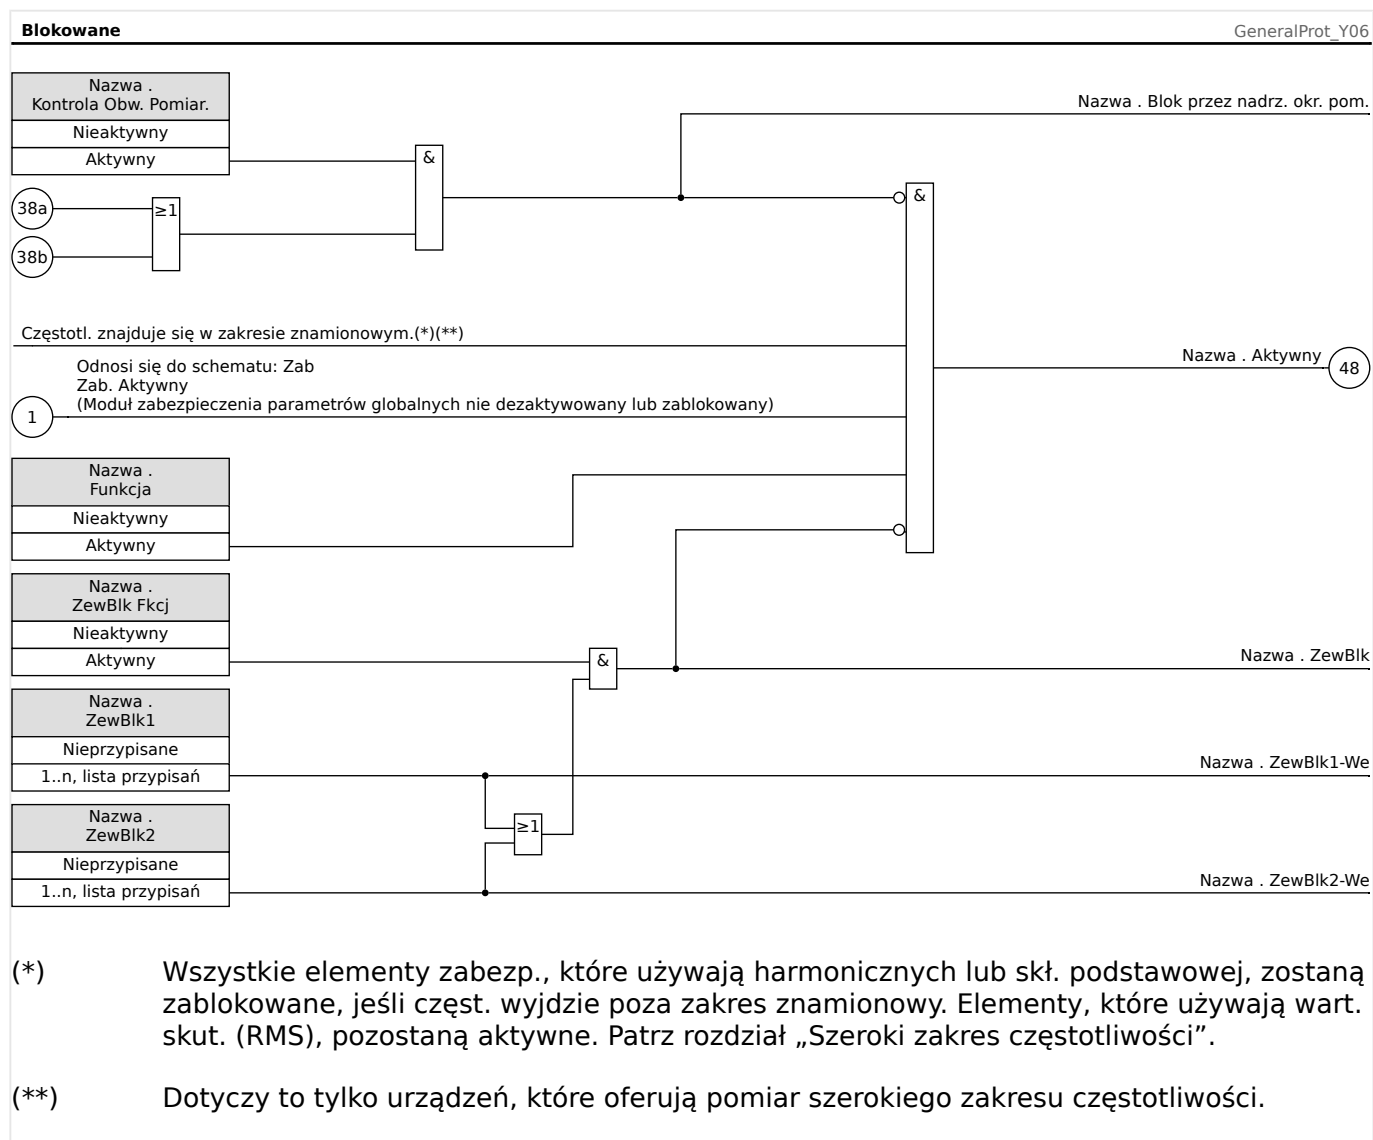 Blokowane
GeneralProt_Y06
Nazwa .
Kontrola Obw. Pomiar.
Nieaktywny
Aktywny
Nazwa . Blok przez nadrz. okr. pom.
&
&
38a
≥1
38b
Częstotl. znajduje się w zakresie znamionowym.(*)(**)
Odnosi się do schematu: Zab
Zab. Aktywny
(Moduł zabezpieczenia parametrów globalnych nie dezaktywowany lub zablokowany)
1
Nazwa . Aktywny
48
Nazwa .
Funkcja
Nieaktywny
Aktywny
Nazwa .
ZewBlk Fkcj
Nieaktywny
Aktywny
&
Nazwa . ZewBlk
Nazwa .
ZewBlk1
Nieprzypisane
1..n, lista przypisań
Nazwa . ZewBlk1-We
Nazwa .
ZewBlk2
Nieprzypisane
1..n, lista przypisań
≥1
Nazwa . ZewBlk2-We
(*) Wszystkie elementy zabezp., które używają harmonicznych lub skł. podstawowej, zostaną
zablokowane, jeśli częst. wyjdzie poza zakres znamionowy. Elementy, które używają wart.
skut. (RMS), pozostaną aktywne. Patrz rozdział „Szeroki zakres częstotliwości”.
(**) Dotyczy to tylko urządzeń, które oferują pomiar szerokiego zakresu częstotliwości.